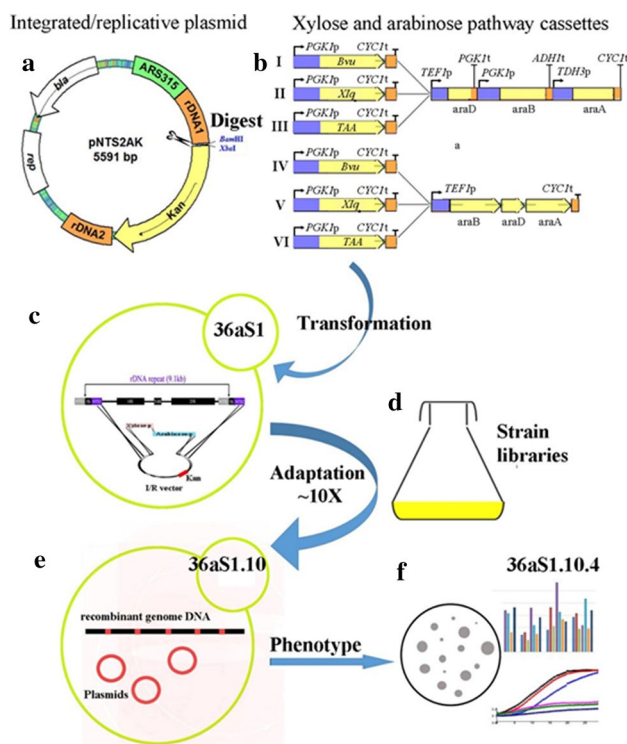 Integrated/replicative plasmid
Xylose and arabinose pathway cassettes
a
bla
ARS315
rDNA1
rep
pNTS2AK
5591 bp
Digest
BamHI
XbaI
Kan
rDNA2
b
I PGK1p CYC1t
Bvu
II PGK1p CYC1t
XIq
III PGK1p CYC1t
TAA
TEF1p PGK1t PGK1p ADH1t TDH3p CYC1t
araD araB araA
a
IV PGK1p CYC1t
Bvu
V PGK1p CYC1t
XIq
VI PGK1p CYC1t
TAA
TEF1p CYC1t
araB araD araA
c
36aS1
Transformation
rDNA repeat (9.1kb)
Kan
I/R vector
Adaptation
~10X
d
Strain
libraries
e
36aS1.10
recombinant genome DNA
Plasmids
Phenotype
f
36aS1.10.4